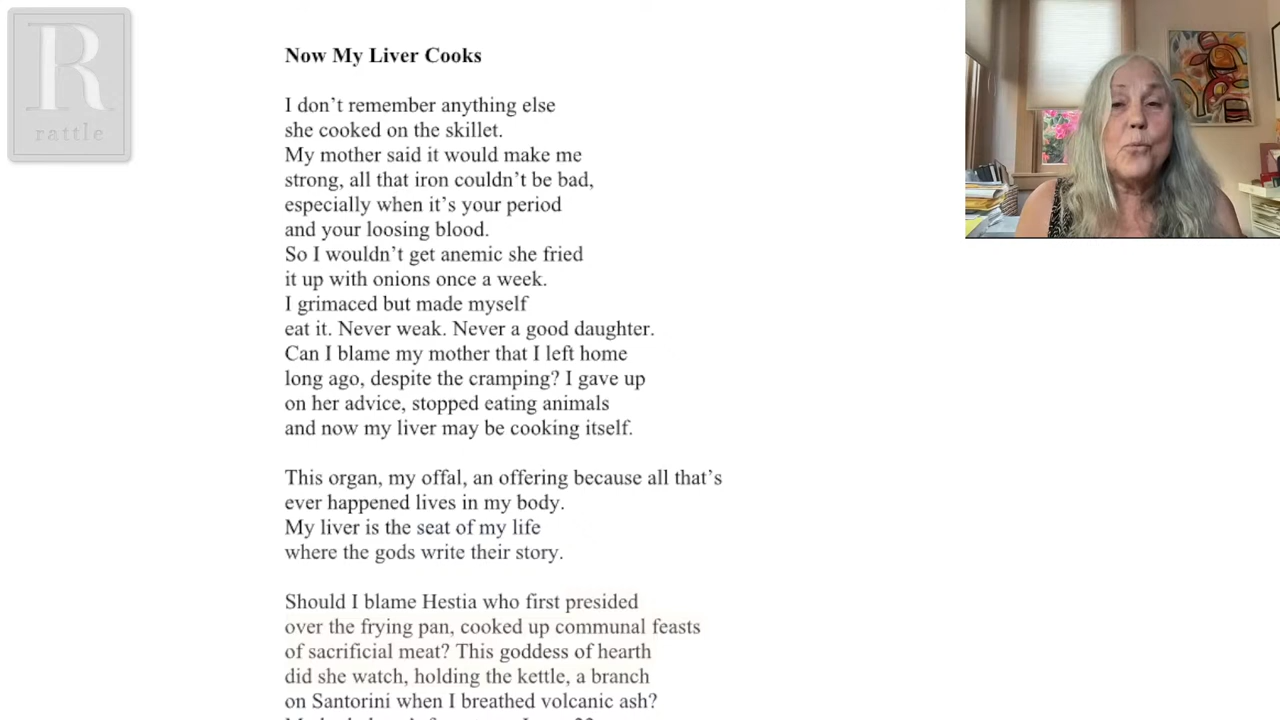 R
rattle
Now My Liver Cooks
I don't remember anything else
she cooked on the skillet.
My mother said it would make me
strong, all that iron couldn't be bad,
especially when it's your period
and your loosing blood.
So I wouldn't get anemic she fried
it up with onions once a week.
I grimaced but made myself
eat it. Never weak. Never a good daughter.
Can I blame my mother that I left home
long ago, despite the cramping? I gave up
on her advice, stopped eating animals
and now my liver may be cooking itself.
This organ, my offal, an offering because all that's
ever happened lives in my body.
My liver is the seat of my life
where the gods write their story.
Should I blame Hestia who first presided
over the frying pan, cooked up communal feasts
of sacrificial meat? This goddess of hearth
did she watch, holding the kettle, a branch
on Santorini when I breathed volcanic ash?